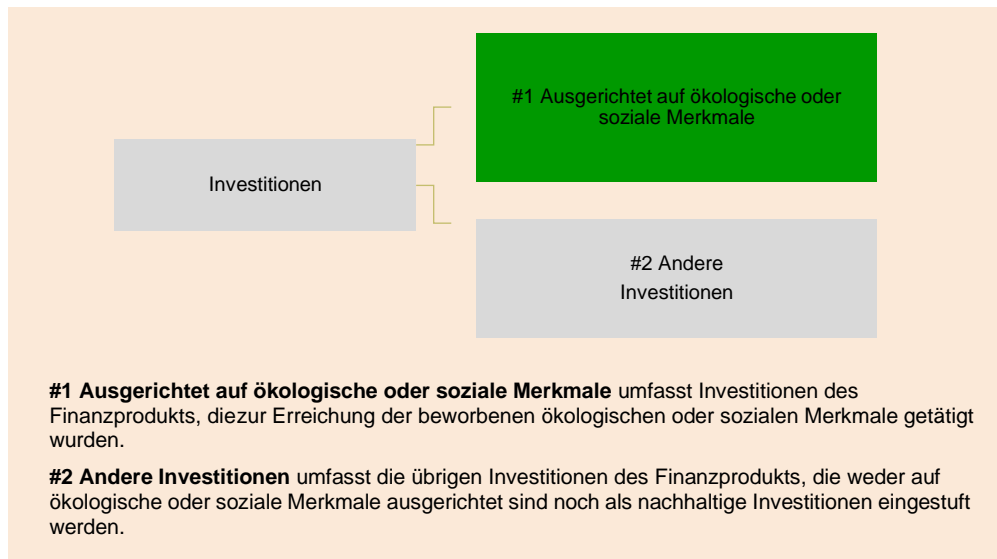 #1 Ausgerichtet auf ökologische oder
soziale Merkmale
Investitionen
#2 Andere
Investitionen
#1 Ausgerichtet auf ökologische oder soziale Merkmale umfasst Investitionen des
Finanzprodukts, diezur Erreichung der beworbenen ökologischen oder sozialen Merkmale getätigt
wurden.
#2 Andere Investitionen umfasst die übrigen Investitionen des Finanzprodukts, die weder auf
ökologische oder soziale Merkmale ausgerichtet sind noch als nachhaltige Investitionen eingestuft
werden.